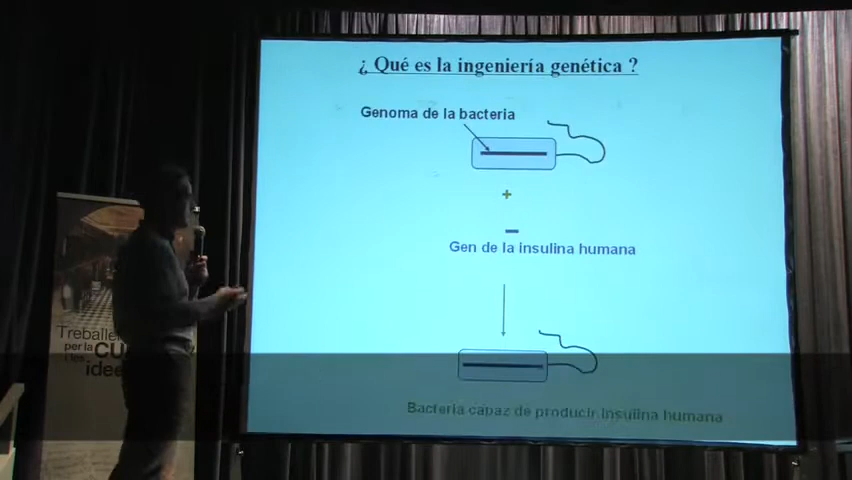 ¿ Qué es la ingeniería genética ?
Genoma de la bacteria
+
Gen de la insulina humana
Bacteria capaz de producir insulina humana
Treballe
per la cu
i les
idee